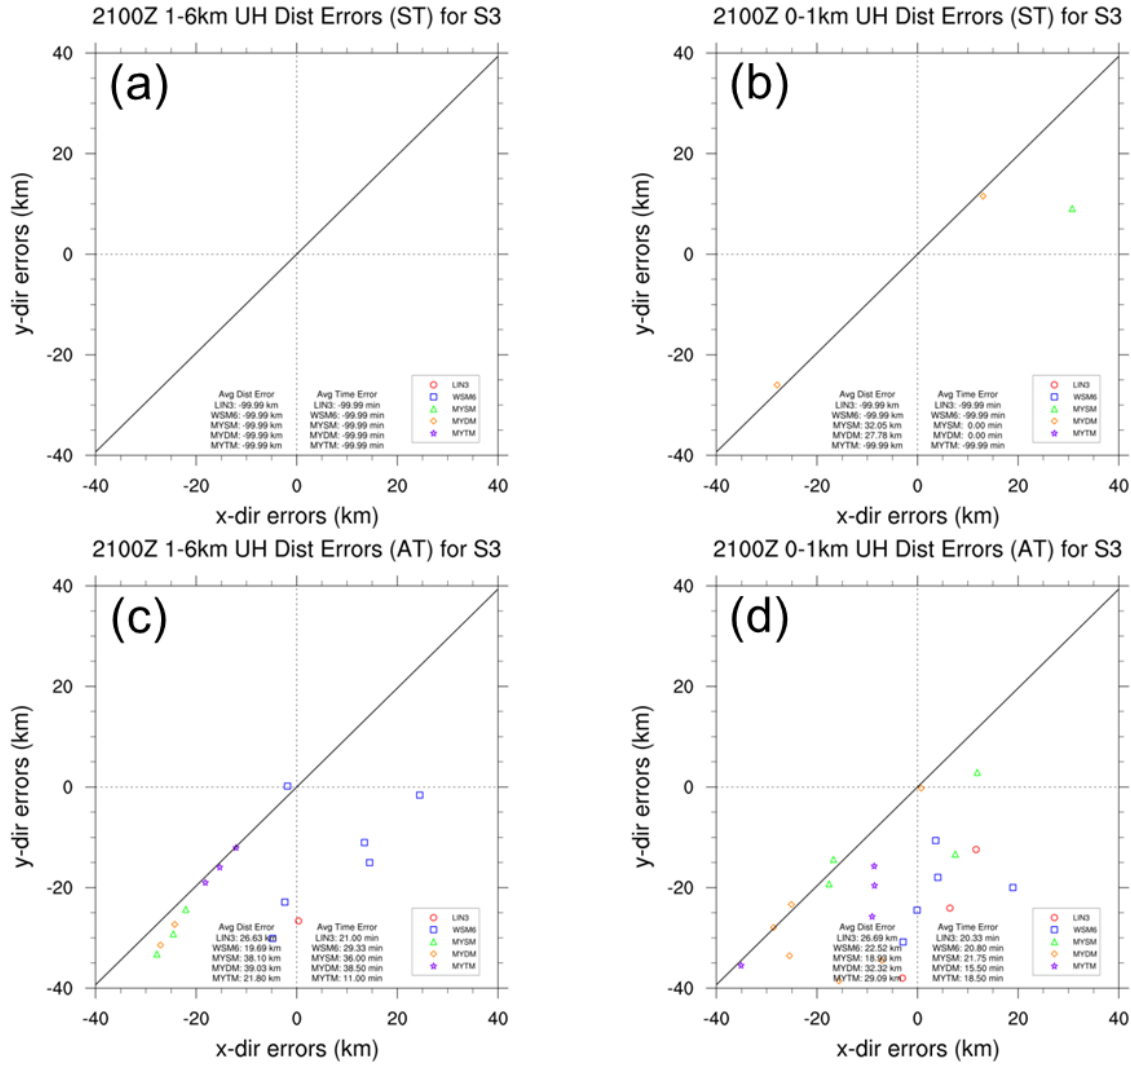 2100Z 1-6km UH Dist Errors (ST) for S3
(a)
40
20
0
-20
-40
y-dir errors (km)
Avg Dist Error
LIN3: -99.99 km
WSM6: -99.99 km
MYSM: -99.99 km
MYDM: -99.99 km
MYTM: -99.99 km
Avg Time Error
LIN3: -99.99 min
WSM6: -99.99 min
MYSM: -99.99 min
MYDM: -99.99 min
MYTM: -99.99 min
LIN3
WSM6
MYSM
MYDM
MYTM
-40 -20 0 20 40
x-dir errors (km)
2100Z 0-1km UH Dist Errors (ST) for S3
(b)
40
20
0
-20
-40
y-dir errors (km)
Avg Dist Error
LIN3: -99.99 km
WSM6: -99.99 km
MYSM: 32.05 km
MYDM: 27.78 km
MYTM: -99.99 km
Avg Time Error
LIN3: -99.99 min
WSM6: -99.99 min
MYSM: 0.00 min
MYDM: 0.00 min
MYTM: -99.99 min
LIN3
WSM6
MYSM
MYDM
MYTM
-40 -20 0 20 40
x-dir errors (km)
2100Z 1-6km UH Dist Errors (AT) for S3
(c)
40
20
0
-20
-40
y-dir errors (km)
Avg Dist Error
LIN3: 26.63 km
WSM6: 19.69 km
MYSM: 38.10 km
MYDM: 39.03 km
MYTM: 21.80 km
Avg Time Error
LIN3: 21.00 min
WSM6: 29.33 min
MYSM: 36.00 min
MYDM: 38.50 min
MYTM: 11.00 min
LIN3
WSM6
MYSM
MYDM
MYTM
-40 -20 0 20 40
x-dir errors (km)
2100Z 0-1km UH Dist Errors (AT) for S3
(d)
40
20
0
-20
-40
y-dir errors (km)
Avg Dist Error
LIN3: 26.69 km
WSM6: 22.52 km
MYSM: km
MYDM: 32.32 km
MYTM: 29.09 km
Avg Time Error
LIN3: 20.33 min
WSM6: 20.80 min
MYSM: 21.75 min
MYDM: 15.50 min
MYTM: 18.50 min
LIN3
WSM6
MYSM
MYDM
MYTM
-40 -20 0 20 40
x-dir errors (km)